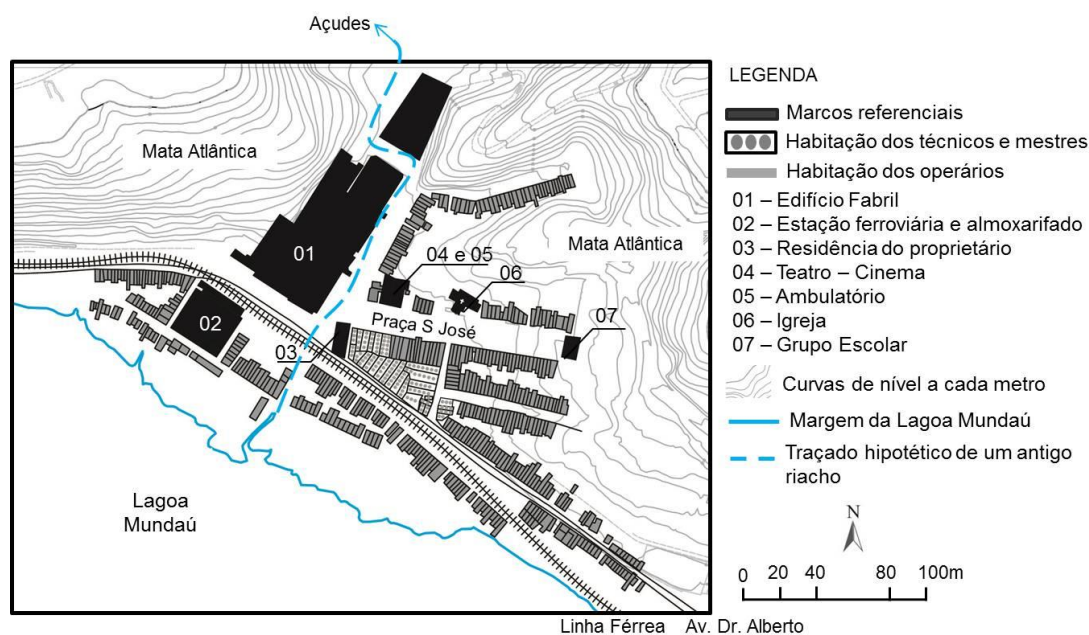 Açudes
Mata Atlântica
01
04 e 05
Mata Atlântica
06
02
Praça S José
07
03
Lagoa
Mundaú
Linha Férrea Av. Dr. Alberto
LEGENDA
Marcos referenciais
Habitação dos técnicos e mestres
Habitação dos operários
01 – Edifício Fabril
02 – Estação ferroviária e almoxarifado
03 – Residência do proprietário
04 – Teatro – Cinema
05 – Ambulatório
06 – Igreja
07 – Grupo Escolar
Curvas de nível a cada metro
Margem da Lagoa Mundaú
Traçado hipotético de um antigo
riacho
N
0 20 40 80 100m